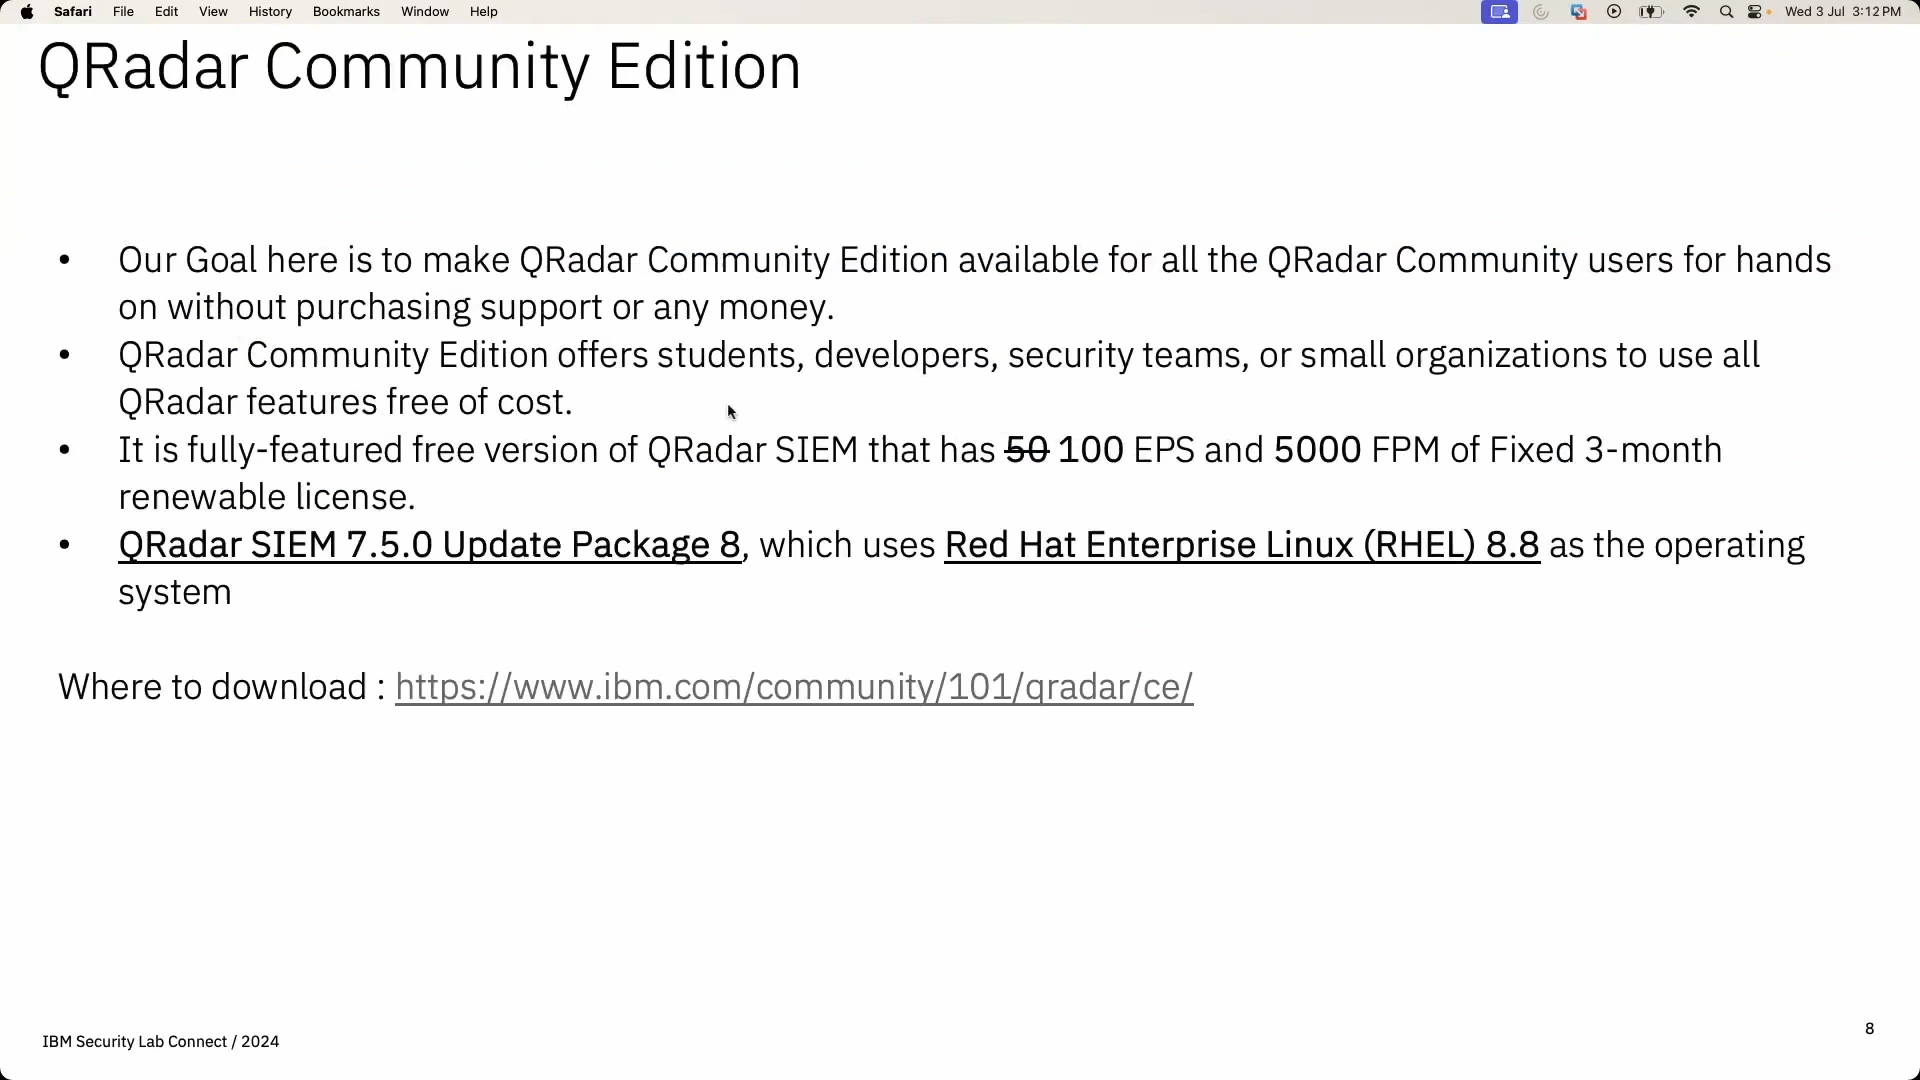 Safari File Edit View History Bookmarks Window Help Wed 3 Jul 3:12 PM
QRadar Community Edition
• Our Goal here is to make QRadar Community Edition available for all the QRadar Community users for hands
on without purchasing support or any money.
• QRadar Community Edition offers students, developers, security teams, or small organizations to use all
QRadar features free of cost.
• It is fully-featured free version of QRadar SIEM that has 50 100 EPS and 5000 FPM of Fixed 3-month
renewable license.
• QRadar SIEM 7.5.0 Update Package 8, which uses Red Hat Enterprise Linux (RHEL) 8.8 as the operating
system
Where to download : https://www.ibm.com/community/101/qradar/ce/
IBM Security Lab Connect / 2024
8